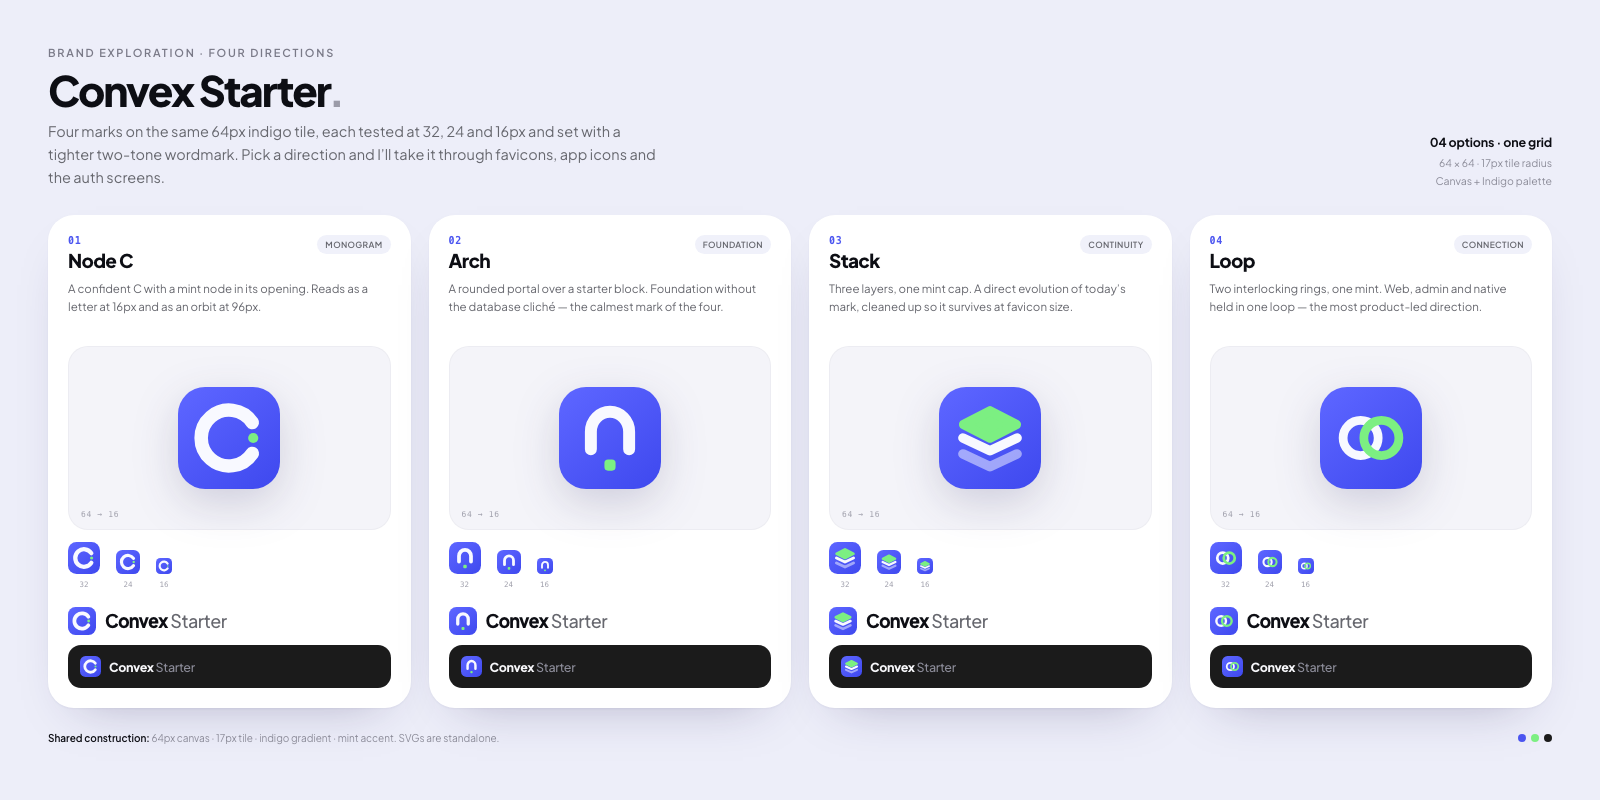 BRAND EXPLORATION · FOUR DIRECTIONS
Convex Starter.
Four marks on the same 64px indigo tile, each tested at 32, 24 and 16px and set with a
tighter two-tone wordmark. Pick a direction and I'll take it through favicons, app icons and
the auth screens.
04 options · one grid
64 × 64 · 17px tile radius
Canvas + Indigo palette
01
Node C
MONOGRAM
A confident C with a mint node in its opening. Reads as a
letter at 16px and as an orbit at 96px.
64 → 16
32
24
16
Convex Starter
Convex Starter
02
Arch
FOUNDATION
A rounded portal over a starter block. Foundation without
the database cliché — the calmest mark of the four.
64 → 16
32
24
16
Convex Starter
Convex Starter
03
Stack
CONTINUITY
Three layers, one mint cap. A direct evolution of today's
mark, cleaned up so it survives at favicon size.
64 → 16
32
24
16
Convex Starter
Convex Starter
04
Loop
CONNECTION
Two interlocking rings, one mint. Web, admin and native
held in one loop — the most product-led direction.
64 → 16
32
24
16
Convex Starter
Convex Starter
Shared construction: 64px canvas · 17px tile · indigo gradient · mint accent. SVGs are standalone.